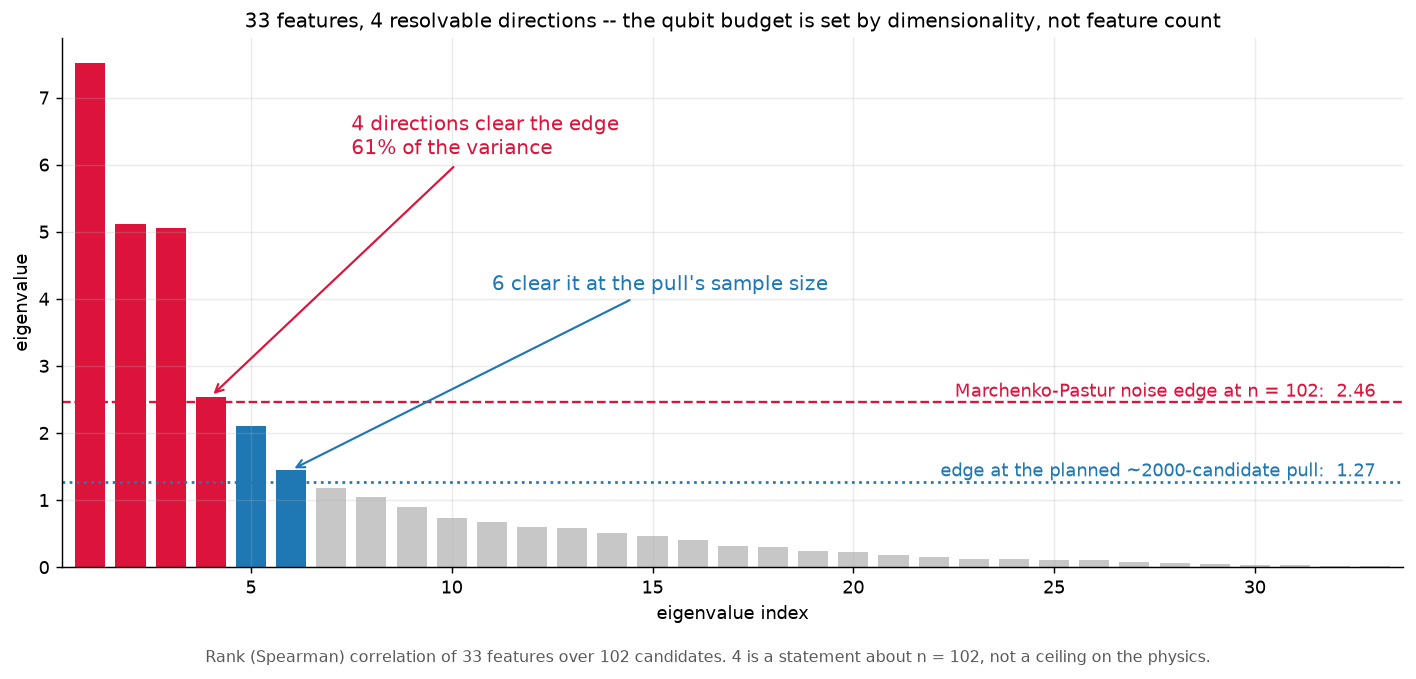 33 features, 4 resolvable directions -- the qubit budget is set by dimensionality, not feature count
eigenvalue
7
6
5
4
3
2
1
0
4 directions clear the edge
61% of the variance
6 clear it at the pull's sample size
Marchenko-Pastur noise edge at n = 102: 2.46
edge at the planned ~2000-candidate pull: 1.27
5
10
15
20
25
30
eigenvalue index
Rank (Spearman) correlation of 33 features over 102 candidates. 4 is a statement about n = 102, not a ceiling on the physics.